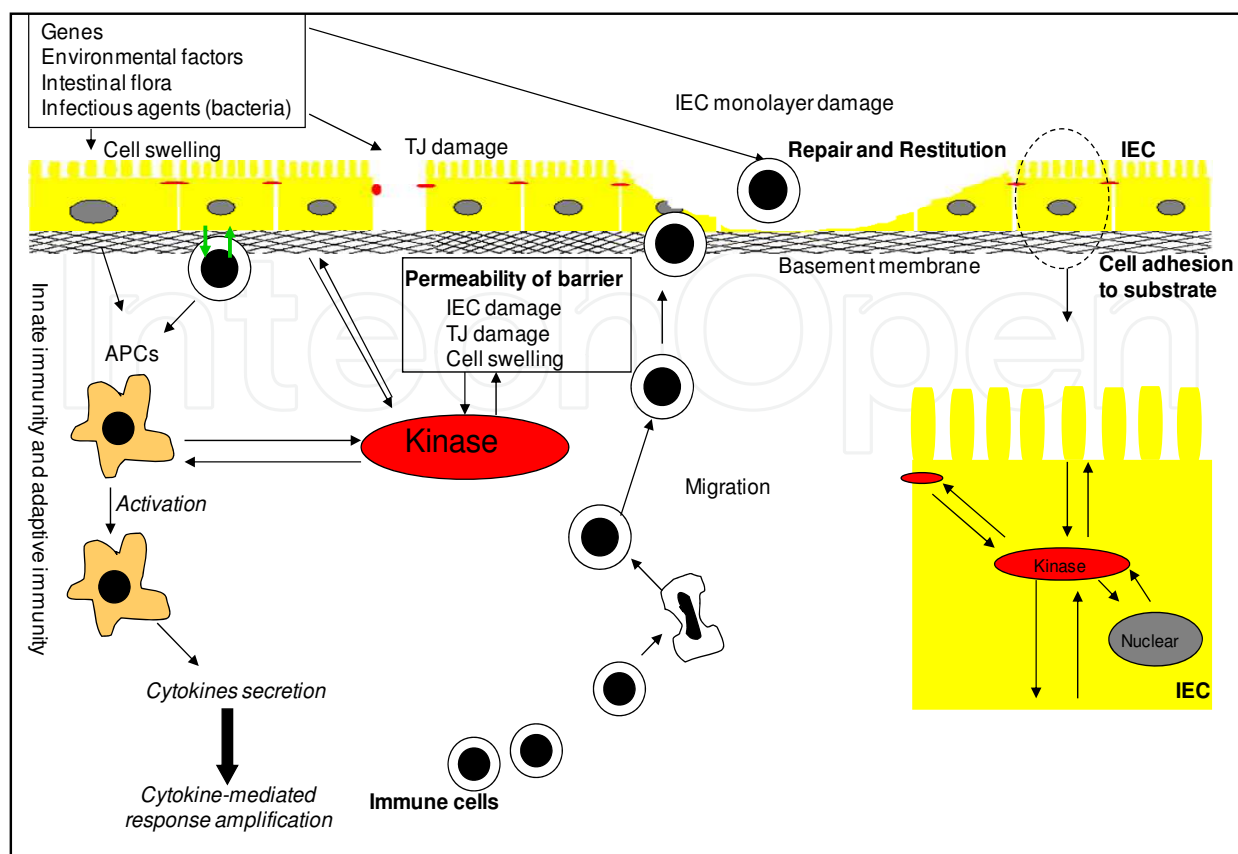 Genes
Environmental factors
Intestinal flora
Infectious agents (bacteria)
IEC monolayer damage
Cell swelling
TJ damage
Repair and Restitution
IEC
Basement membrane
Cell adhesion
to substrate
Permeability of barrier
IEC damage
TJ damage
Cell swelling
Innate immunity and adaptive immunity
APCs
Kinase
Activation
Migration
Cytokines secretion
Cytokine-mediated
response amplification
Immune cells
Kinase
Nuclear
IEC
IntechOpen